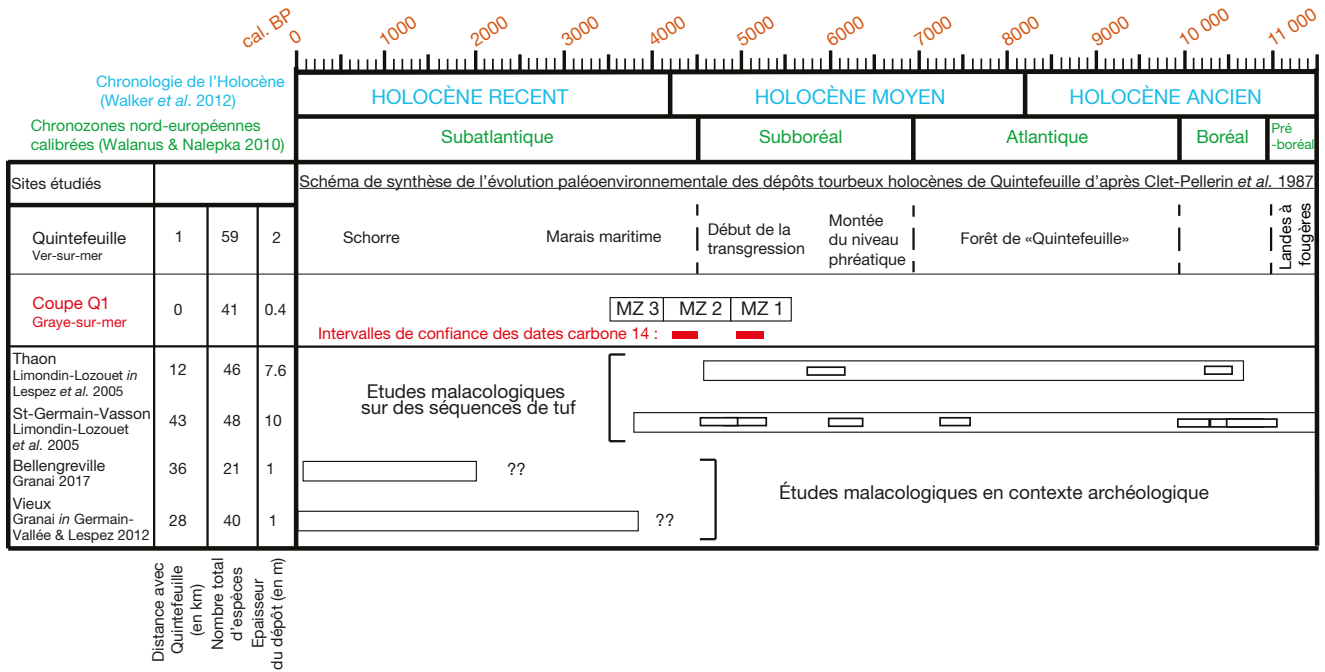 cal. BP
0
1000
2000
3000
4000
5000
6000
7000
8000
9000
10 000
11 000
Chronologie de l'Holocène
(Walker et al. 2012)
HOLOCÈNE RECENT
HOLOCÈNE MOYEN
HOLOCÈNE ANCIEN
Chronozones nord-européennes
calibrées (Walanus & Nalepka 2010)
Subatlantique
Subboréal
Atlantique
Boréal
Pré
-boréal
Sites étudiés
Schéma de synthèse de l'évolution paléoenvironnementale des dépôts tourbeux holocènes de Quintefeuille d'après Clet-Pellerin et al. 1987
Quintefeuille
Ver-sur-mer
1
59
2
Schorre
Marais maritime
Début de la
transgression
Montée
du niveau
phréatique
Forêt de «Quintefeuille»
Landes à
fougères
Coupe Q1
Graye-sur-mer
0
41
0.4
MZ 3
MZ 2
MZ 1
Intervalles de confiance des dates carbone 14 :
Thaon
Limondin-Lozouet in
Lespez et al. 2005
12
46
7.6
Etudes malacologiques
sur des séquences de tuf
St-Germain-Vasson
Limondin-Lozouet
et al. 2005
43
48
10
Bellengreville
Granai 2017
36
21
1
??
Études malacologiques en contexte archéologique
Vieux
Granai in Germain-
Vallée & Lespez 2012
28
40
1
??
Distance avec
Quintefeuille
(en km)
Nombre total
d'espèces
Epaisseur
du dépôt (en m)